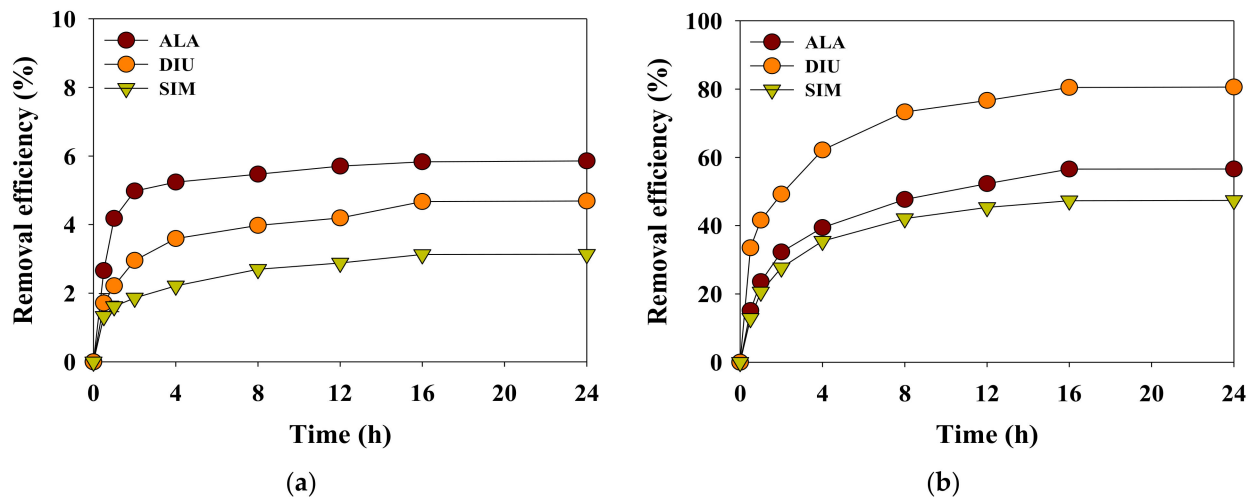 10
8
6
4
2
0
Removal efficiency (%)
ALA
DIU
SIM
0 4 8 12 16 20 24
Time (h)
(a)
100
80
60
40
20
0
Removal efficiency (%)
ALA
DIU
SIM
0 4 8 12 16 20 24
Time (h)
(b)